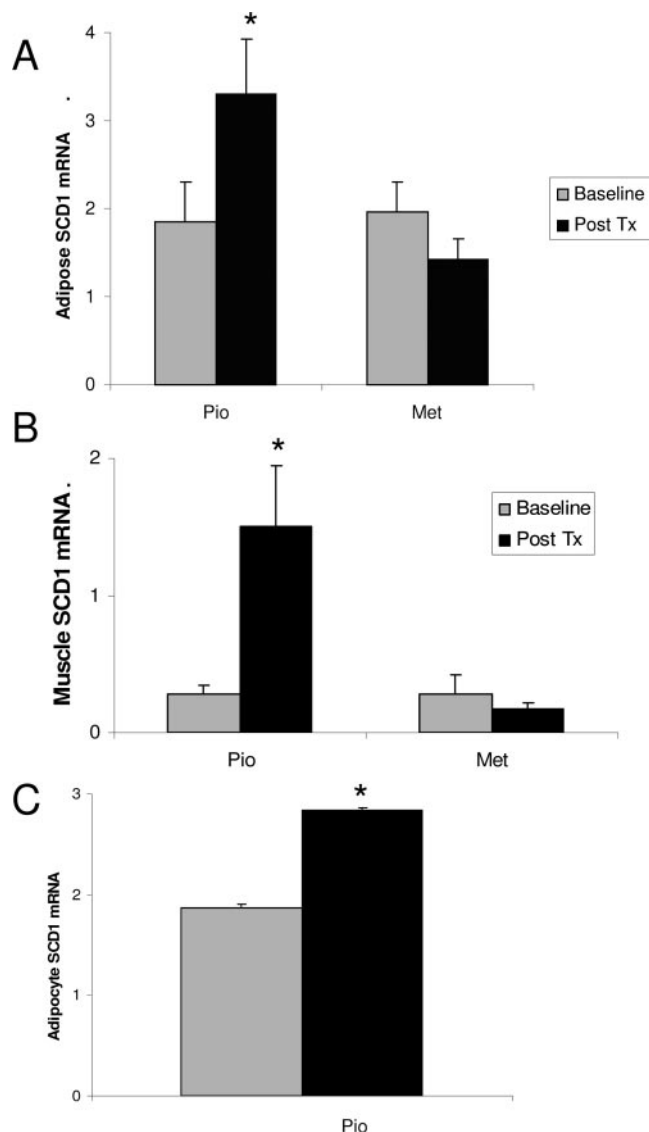 A
Adipose SCD1 mRNA .
4
3
2
1
0
*
Pio
Met
Baseline
Post Tx
B
Muscle SCD1 mRNA .
2
1
0
*
Pio
Met
Baseline
Post Tx
C
Adipocyte SCD1 mRNA
3
2
1
0
*
Pio